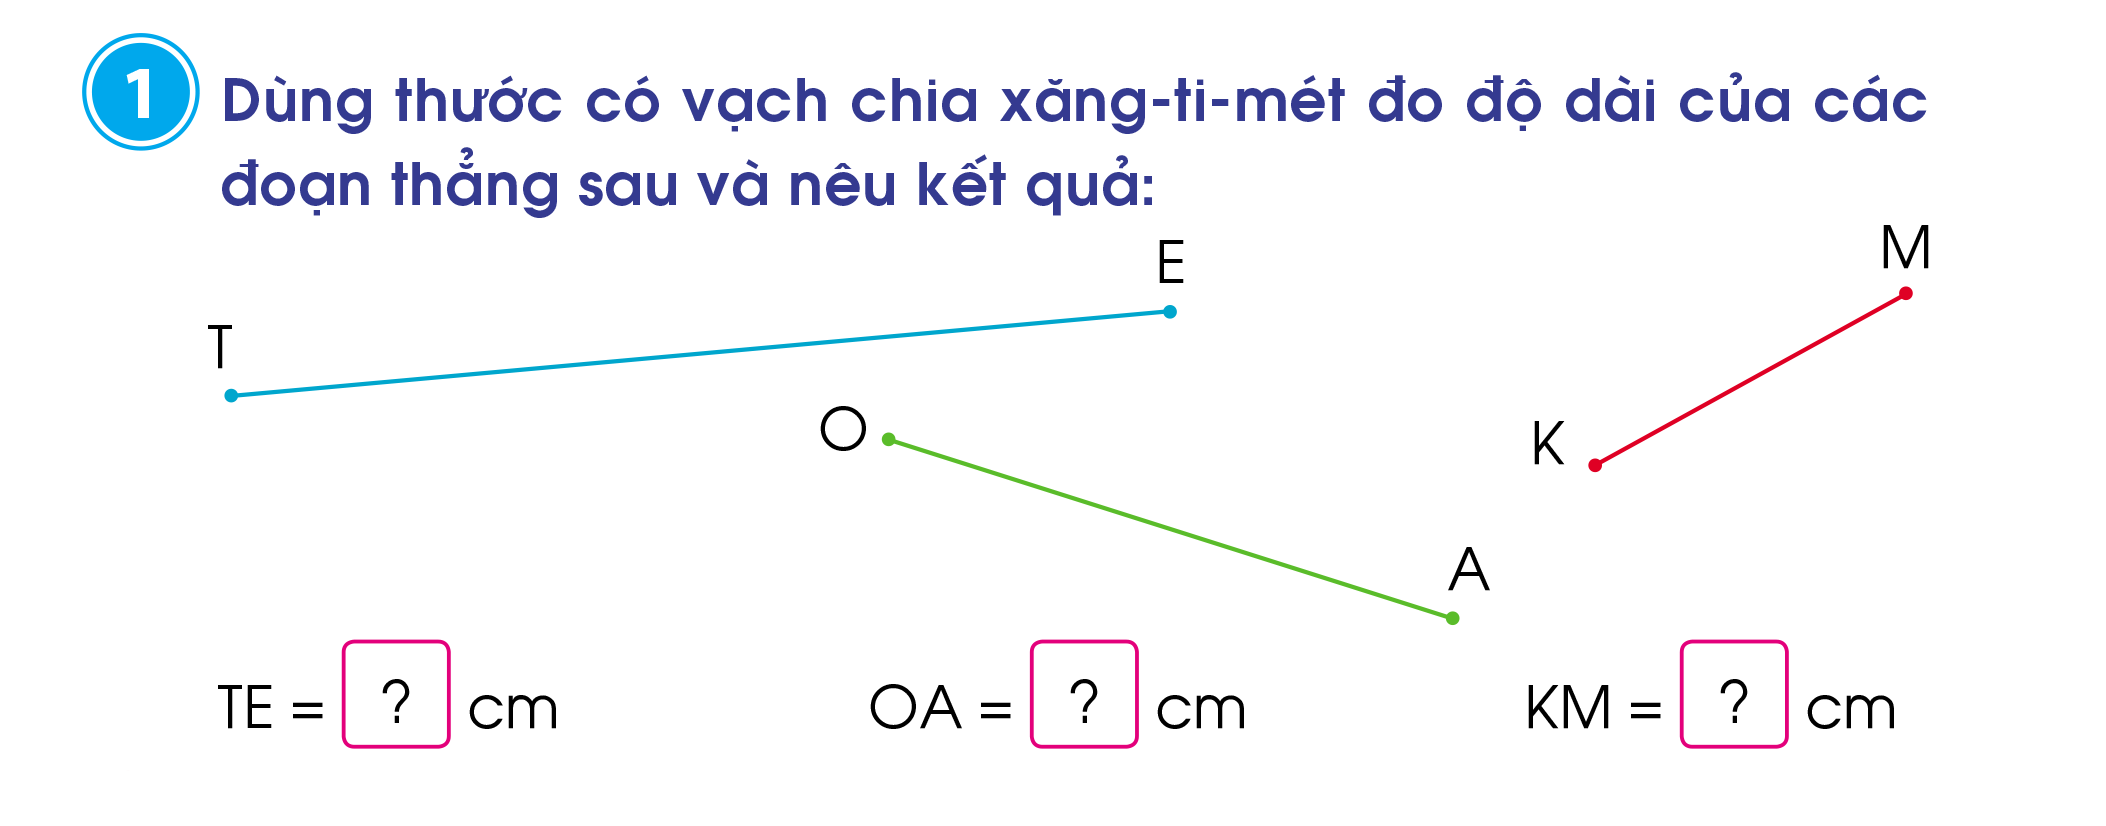 1 Dùng thước có vạch chia xăng-ti-mét đo độ dài của các
đoạn thẳng sau và nêu kết quả:
T
E
O
A
K
M
TE = ? cm
OA = ? cm
KM = ? cm